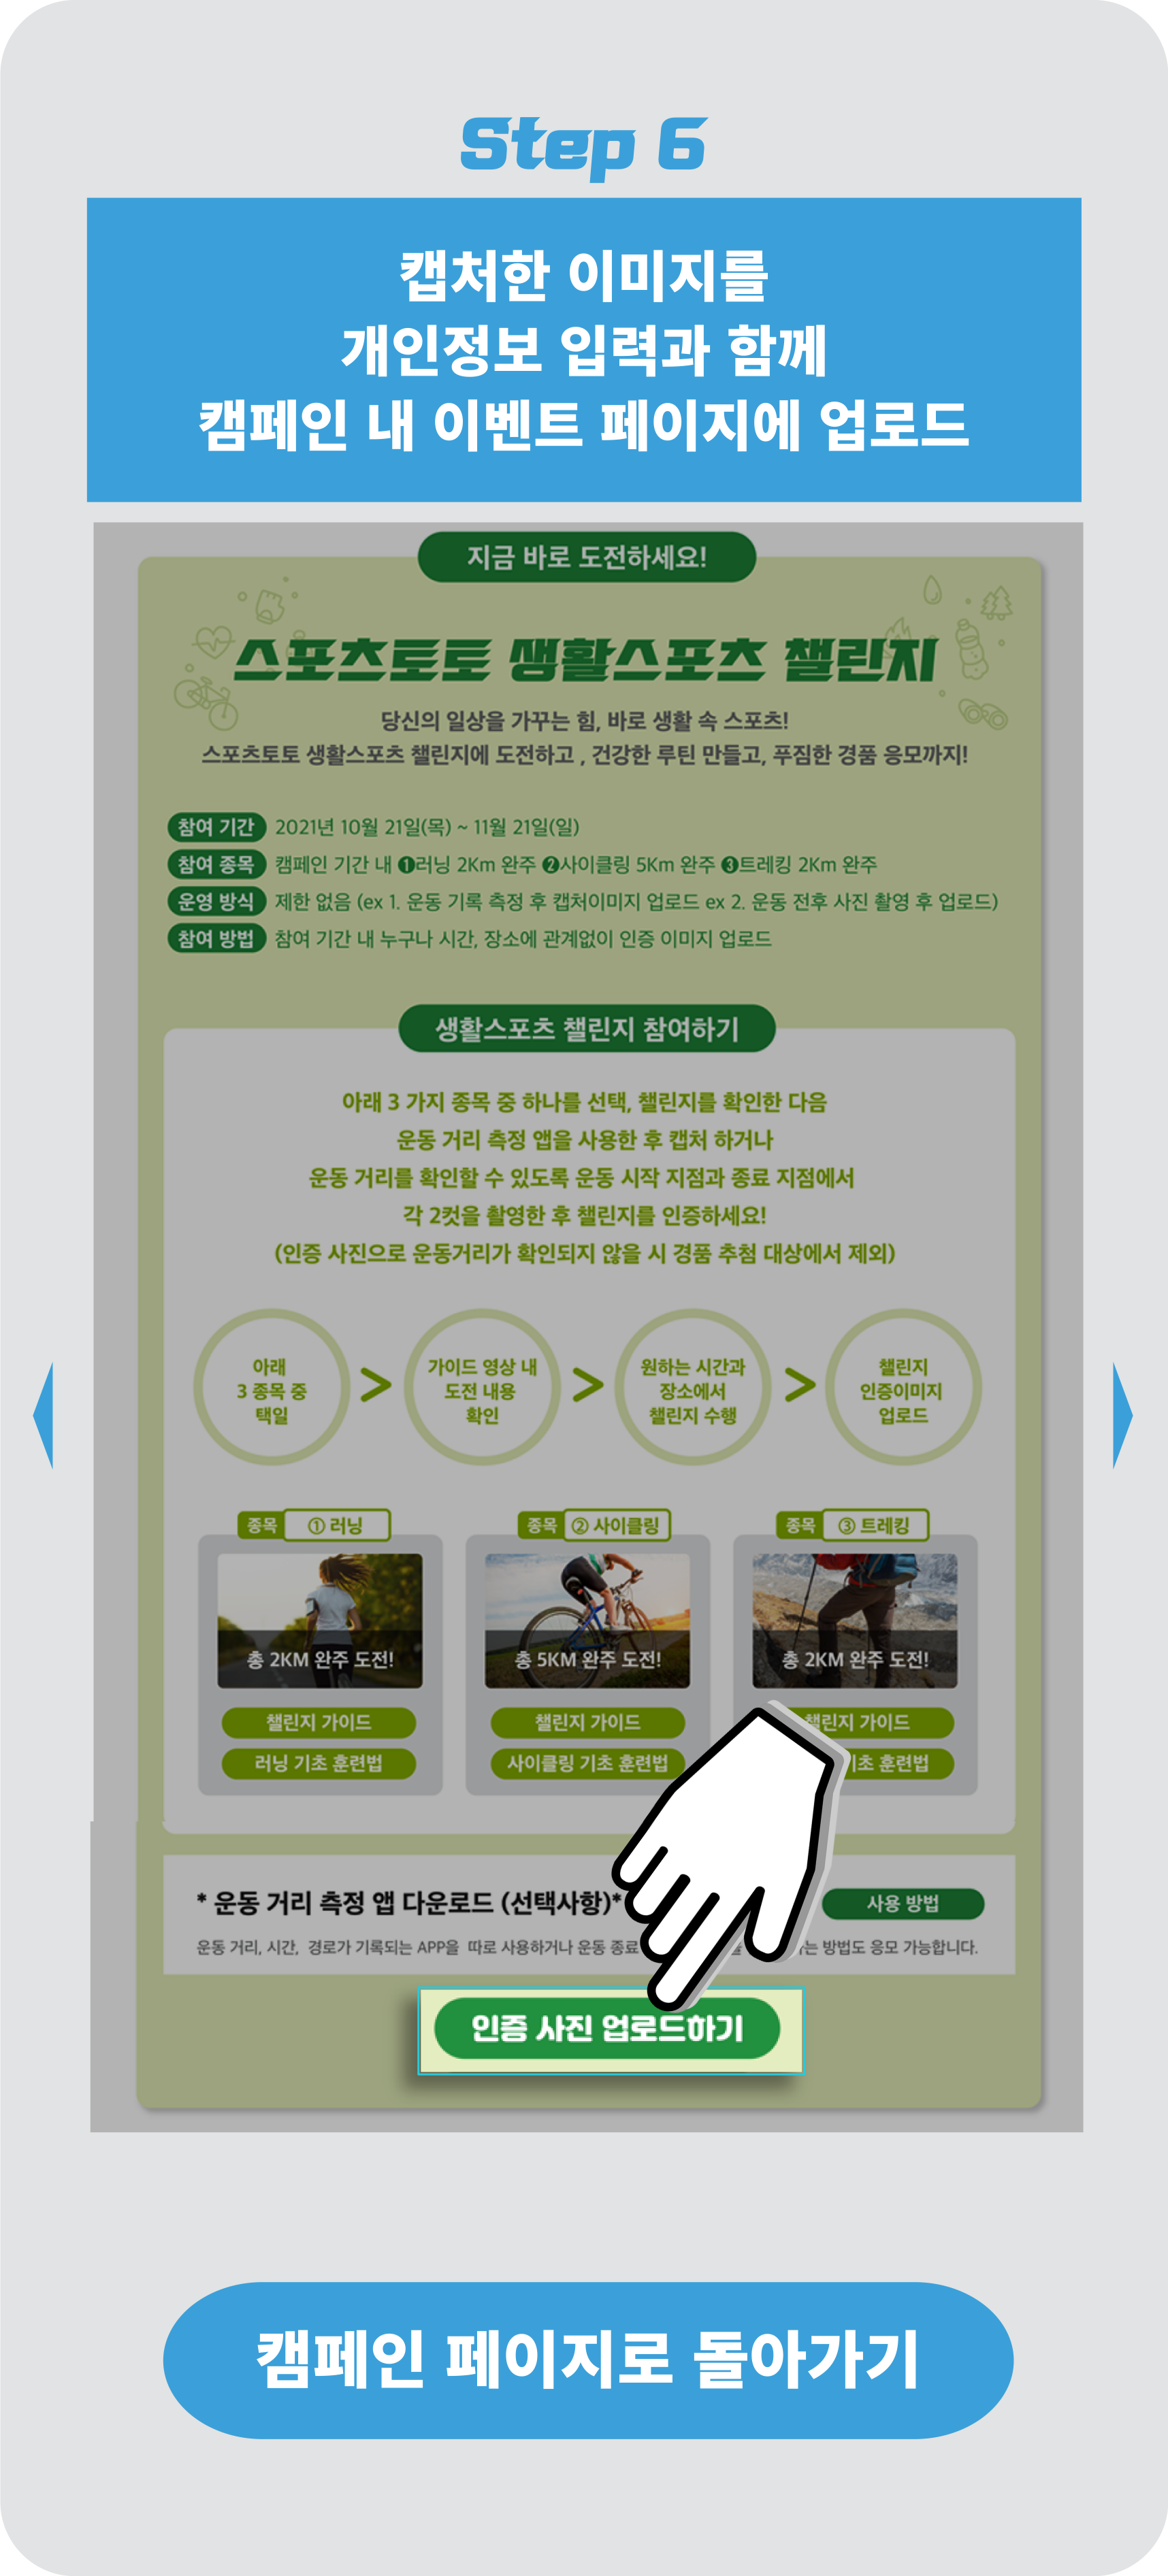 Step 6
캡처한 이미지를
개인정보 입력과 함께
캠페인 내 이벤트 페이지에 업로드
지금 바로 도전하세요!
스포츠토토 생활스포츠 챌린지
당신의 일상을 가꾸는 힘, 바로 생활 속 스포츠!
스포츠토토 생활스포츠 챌린지에 도전하고 , 건강한 루틴 만들고, 푸짐한 경품 응모까지!
참여 기간 2021년 10월 21일(목) ~ 11월 21일(일)
참여 종목 캠페인 기간 내 ❶러닝 2Km 완주 ❷사이클링 5Km 완주 ❸트레킹 2Km 완주
운영 방식 제한 없음 (ex 1. 운동 기록 측정 후 캡처이미지 업로드 ex 2. 운동 전후 사진 촬영 후 업로드)
참여 방법 참여 기간 내 누구나 시간, 장소에 관계없이 인증 이미지 업로드
생활스포츠 챌린지 참여하기
아래 3 가지 종목 중 하나를 선택, 챌린지를 확인한 다음
운동 거리 측정 앱을 사용한 후 캡처 하거나
운동 거리를 확인할 수 있도록 운동 시작 지점과 종료 지점에서
각 2컷을 촬영한 후 챌린지를 인증하세요!
(인증 사진으로 운동거리가 확인되지 않을 시 경품 추첨 대상에서 제외)
아래
3 종목 중
택일
>
가이드 영상 내
도전 내용
확인
>
원하는 시간과
장소에서
챌린지 수행
>
챌린지
인증이미지
업로드
종목 ① 러닝
총 2KM 완주 도전!
챌린지 가이드
러닝 기초 훈련법
종목 ② 사이클링
총 5KM 완주 도전!
챌린지 가이드
사이클링 기초 훈련법
종목 ③ 트레킹
총 2KM 완주 도전!
챌린지 가이드
기초 훈련법
* 운동 거리 측정 앱 다운로드 (선택사항)*
사용 방법
운동 거리, 시간, 경로가 기록되는 APP을 따로 사용하거나 운동 종료 는 방법도 응모 가능합니다.
인증 사진 업로드하기
캠페인 페이지로 돌아가기